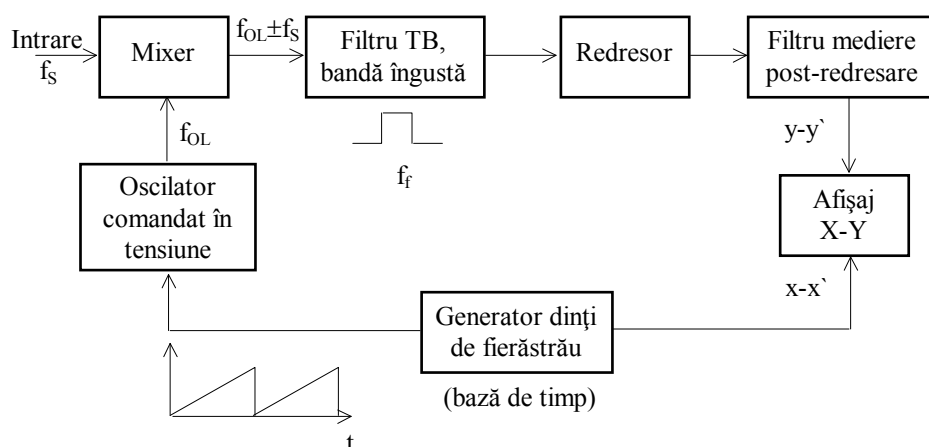 Intrare
f_S
Mixer
f_OL±f_S
Filtru TB,
bandă îngustă
Redresor
Filtru mediere
post-redresare
f_OL
f_f
y-y`
Oscilator
comandat în
tensiune
Afişaj
X-Y
x-x`
Generator dinţi
de fierăstrău
(bază de timp)
t